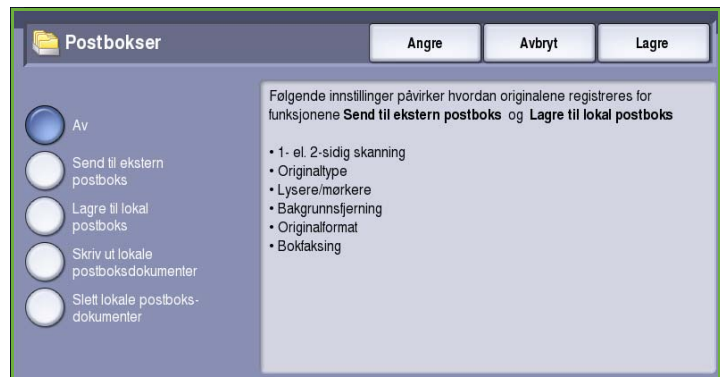 Postbokser
Angre
Avbryt
Lagre
Av
Send til ekstern
postboks
Lagre til lokal
postboks
Skriv ut lokale
postboksdokumenter
Slett lokale postboks-
dokumenter
Følgende innstillinger påvirker hvordan originalene registreres for
funksjonene Send til ekstern postboks og Lagre til lokal postboks
• 1- el. 2-sidig skanning
• Originaltype
• Lysere/mørkere
• Bakgrunnsfjerning
• Originalformat
• Bokfaksing